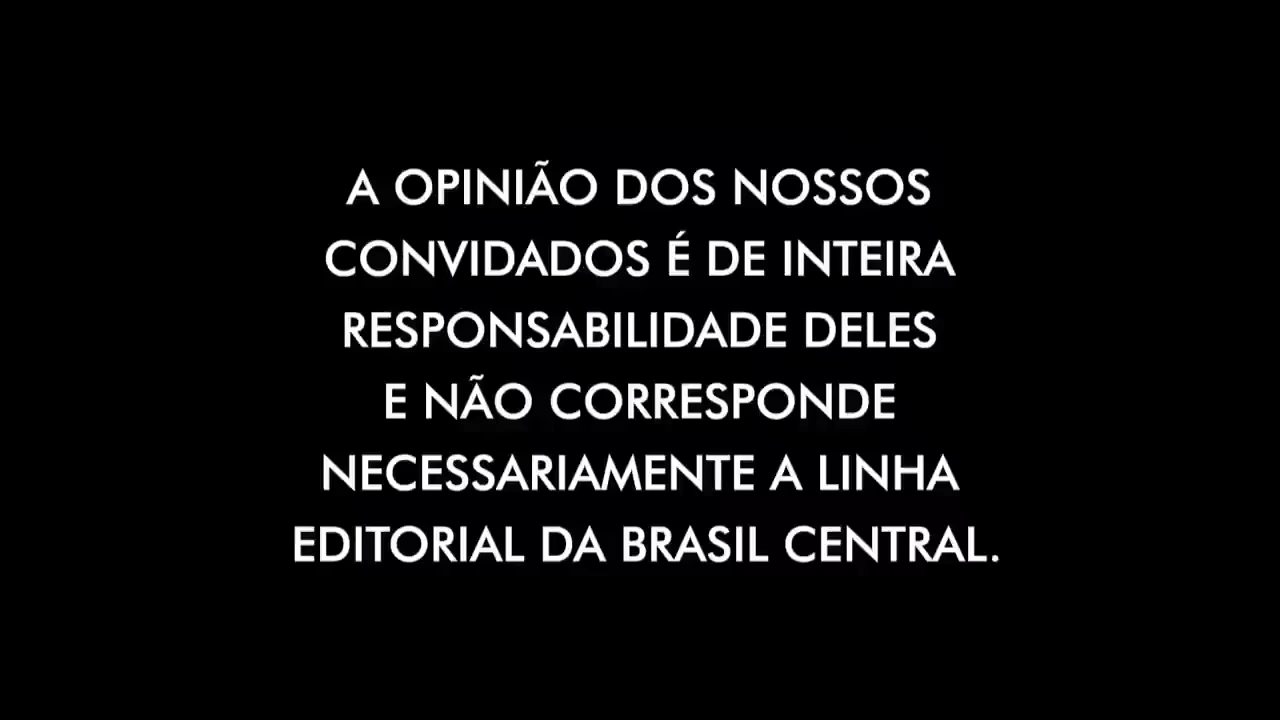 A OPINIÃO DOS NOSSOS
CONVIDADOS É DE INTEIRA
RESPONSABILIDADE DELES
E NÃO CORRESPONDE
NECESSARIAMENTE A LINHA
EDITORIAL DA BRASIL CENTRAL.